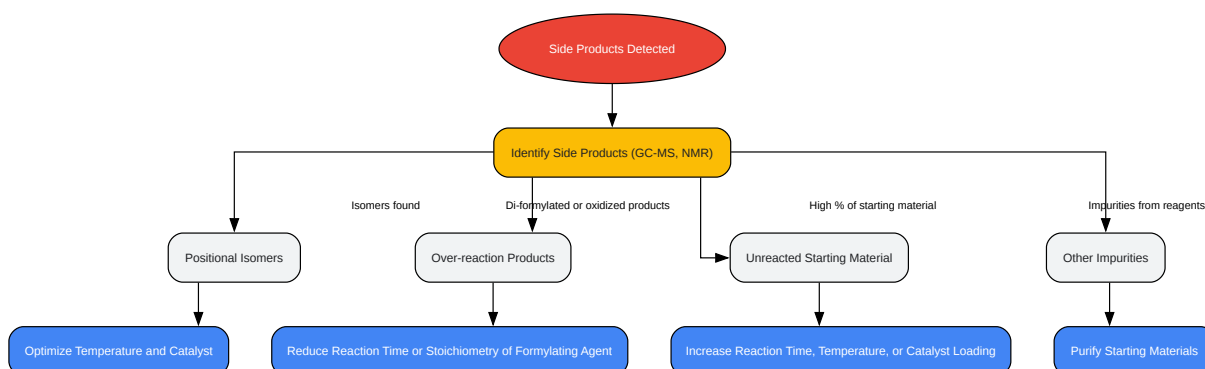 Side Products Detected
Identify Side Products (GC-MS, NMR)
Isomers found
Di-formylated or oxidized products
High % of starting material
Impurities from reagents
Positional Isomers
Over-reaction Products
Unreacted Starting Material
Other Impurities
Optimize Temperature and Catalyst
Reduce Reaction Time or Stoichiometry of Formylating Agent
Increase Reaction Time, Temperature, or Catalyst Loading
Purify Starting Materials